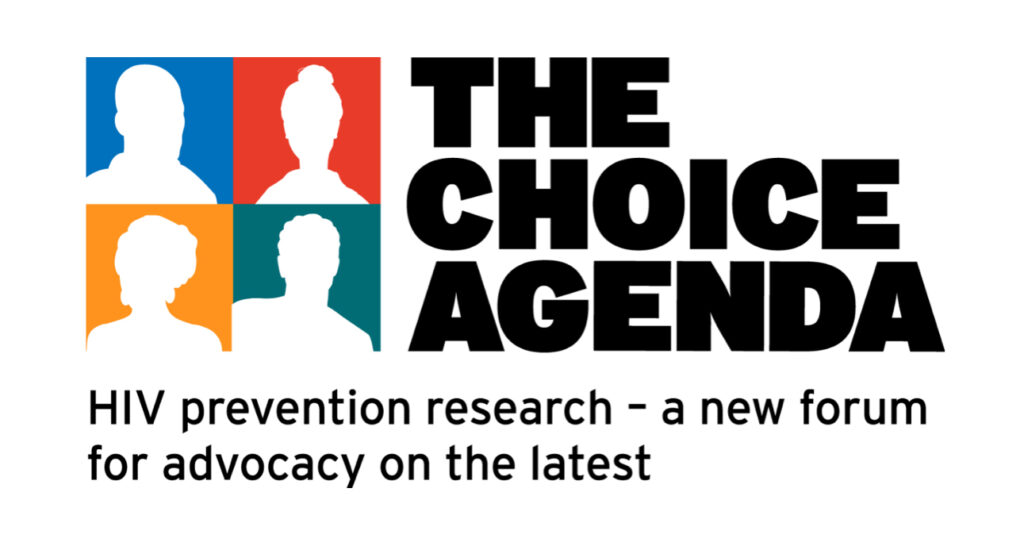 THE
CHOICE
AGENDA
HIV prevention research – a new forum
for advocacy on the latest